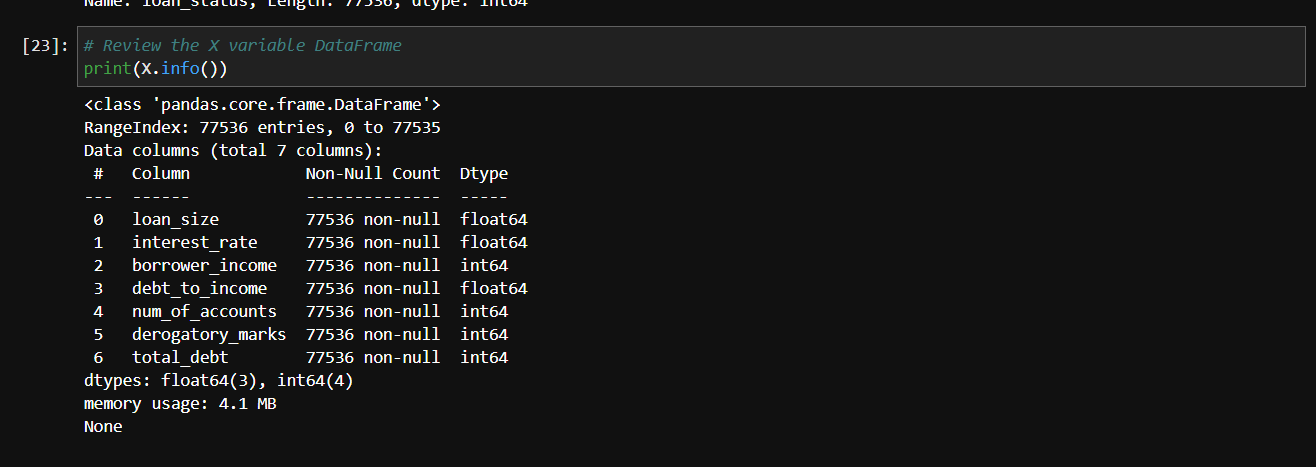 Name: loan_status, Length: 77536, dtype: int64
[23]: # Review the X variable DataFrame
print(X.info())
<class 'pandas.core.frame.DataFrame'>
RangeIndex: 77536 entries, 0 to 77535
Data columns (total 7 columns):
 #   Column            Non-Null Count  Dtype
---  ------            --------------  -----
 0   loan_size         77536 non-null  float64
 1   interest_rate     77536 non-null  float64
 2   borrower_income   77536 non-null  int64
 3   debt_to_income    77536 non-null  float64
 4   num_of_accounts   77536 non-null  int64
 5   derogatory_marks  77536 non-null  int64
 6   total_debt        77536 non-null  int64
dtypes: float64(3), int64(4)
memory usage: 4.1 MB
None